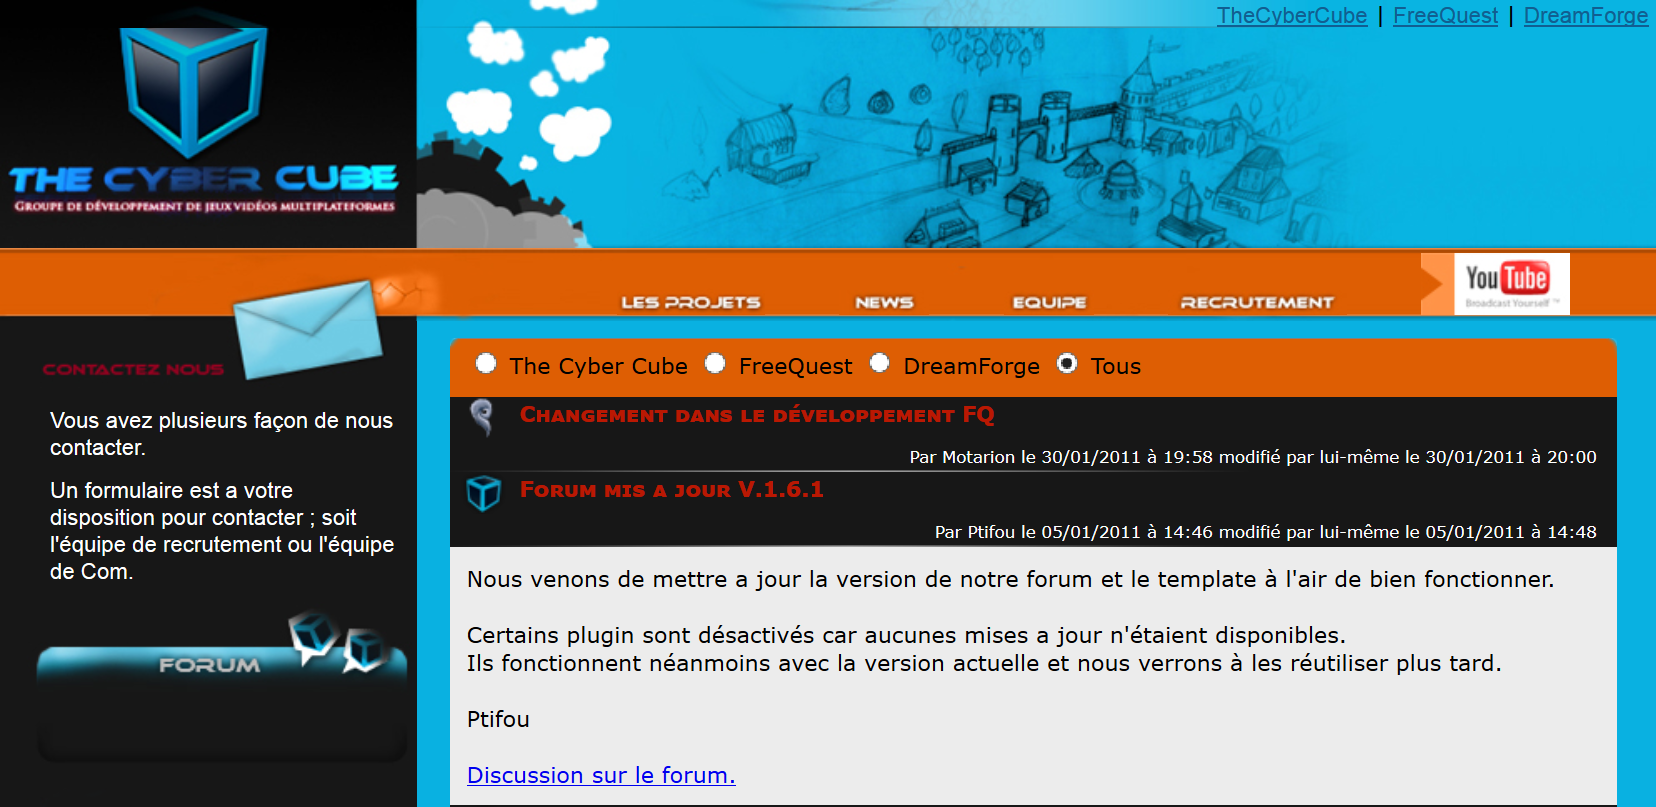 TheCyberCube | FreeQuest | DreamForge
THE CYBER CUBE
GROUPE DE DÉVELOPPEMENT DE JEUX VIDÉOS MULTIPLATEFORMES
LES PROJETS
NEWS
EQUIPE
RECRUTEMENT
YouTube
Broadcast Yourself ™
CONTACTEZ NOUS
Vous avez plusieurs façon de nous
contacter.
Un formulaire est a votre
disposition pour contacter ; soit
l'équipe de recrutement ou l'équipe
de Com.
FORUM
The Cyber Cube FreeQuest DreamForge Tous
CHANGEMENT DANS LE DÉVELOPPEMENT FQ
Par Motarion le 30/01/2011 à 19:58 modifié par lui-même le 30/01/2011 à 20:00
FORUM MIS A JOUR V.1.6.1
Par Ptifou le 05/01/2011 à 14:46 modifié par lui-même le 05/01/2011 à 14:48
Nous venons de mettre a jour la version de notre forum et le template à l'air de bien fonctionner.
Certains plugin sont désactivés car aucunes mises a jour n'étaient disponibles.
Ils fonctionnent néanmoins avec la version actuelle et nous verrons à les réutiliser plus tard.
Ptifou
Discussion sur le forum.